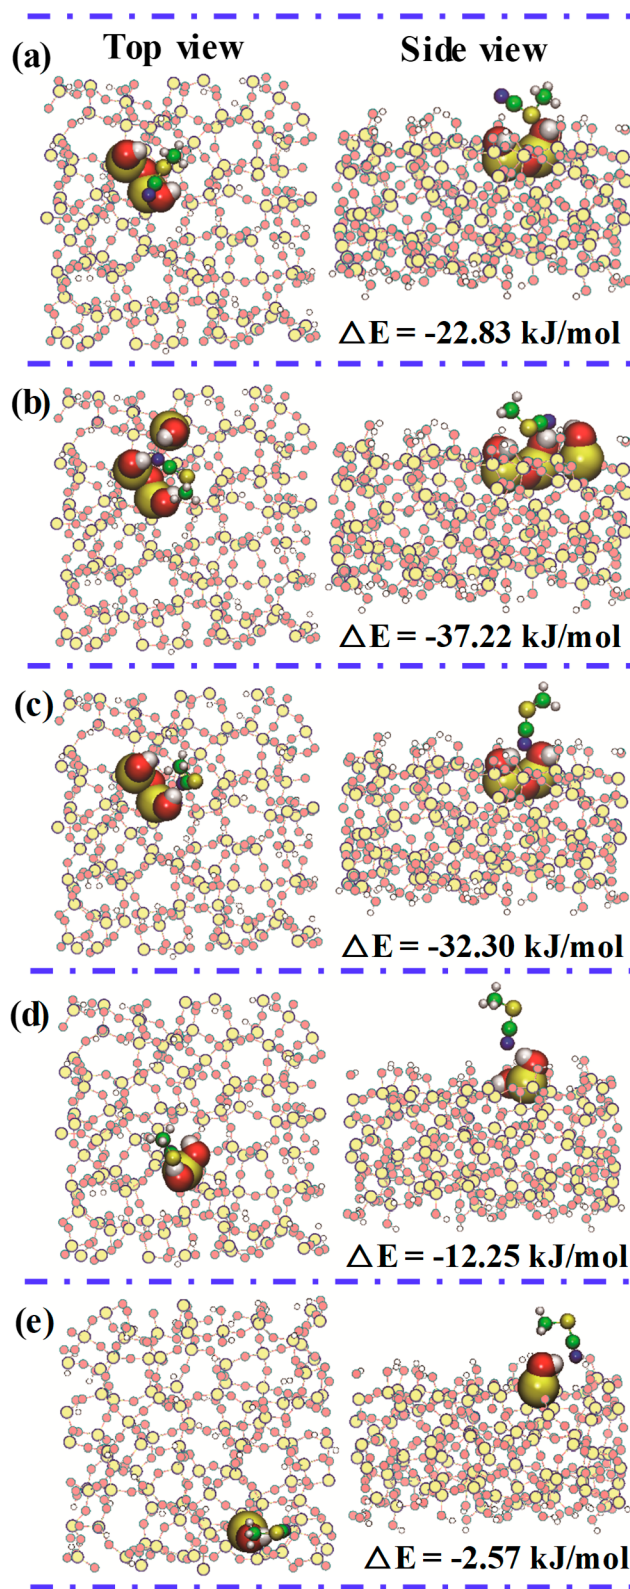 Top view Side view
(a)
△E = -22.83 kJ/mol
(b)
△E = -37.22 kJ/mol
(c)
△E = -32.30 kJ/mol
(d)
△E = -12.25 kJ/mol
(e)
△E = -2.57 kJ/mol